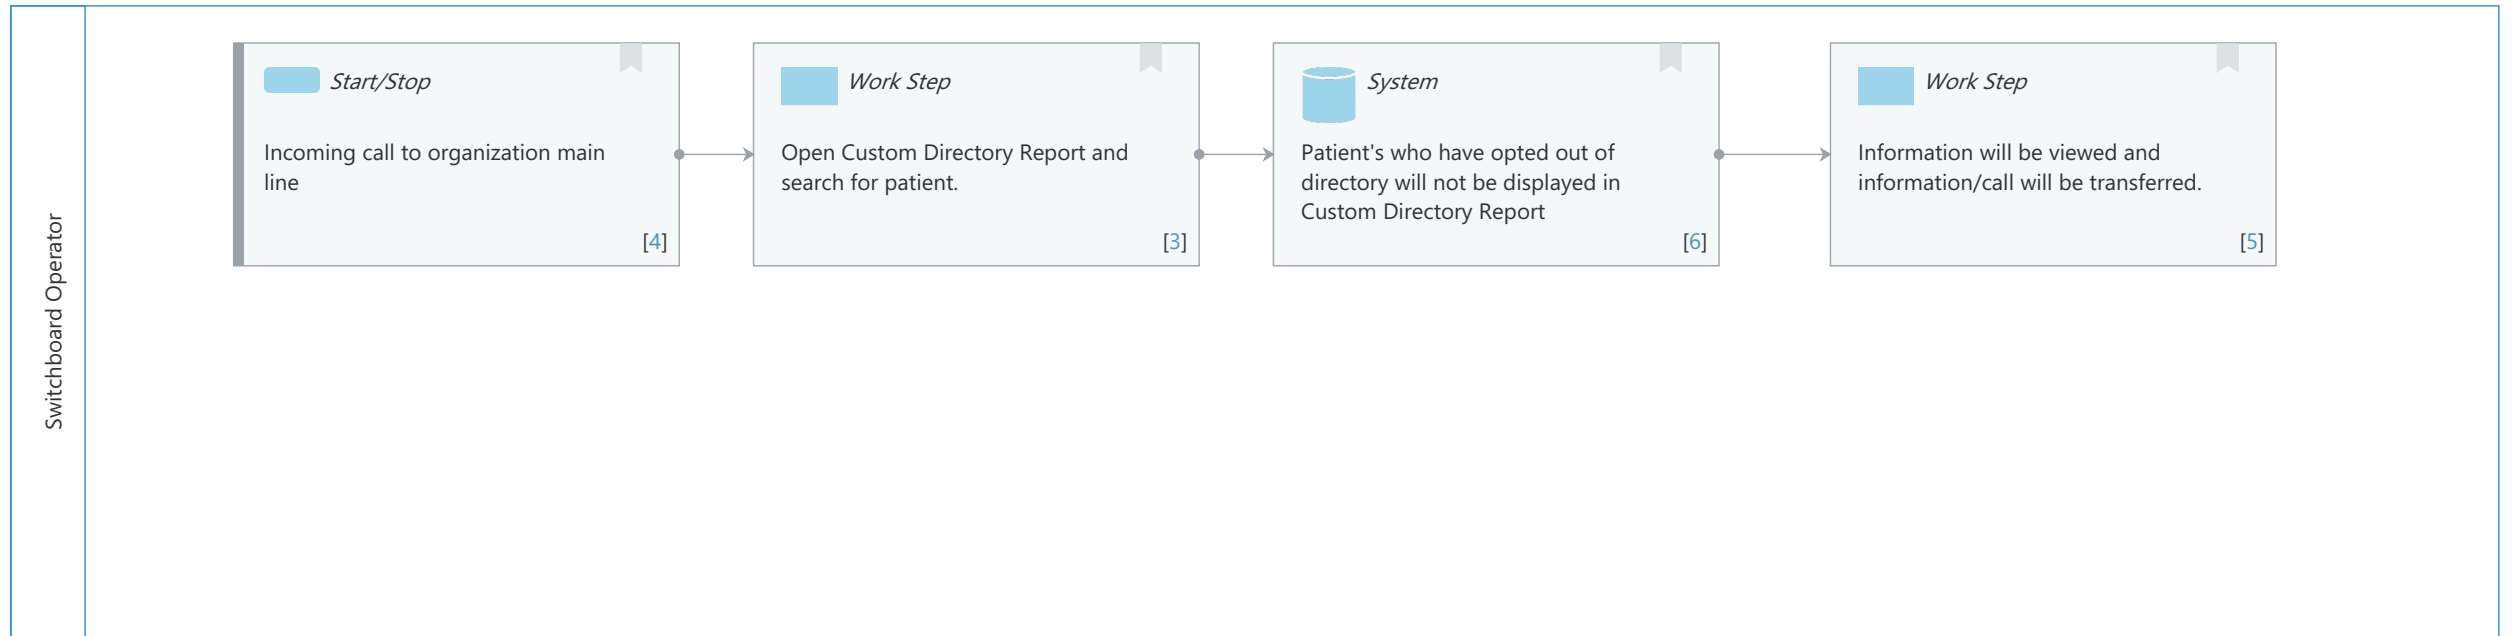 Switchboard Operator
Start/Stop
Incoming call to organization main
line
[4]
Work Step
Open Custom Directory Report and
search for patient.
[3]
System
Patient's who have opted out of
directory will not be displayed in
Custom Directory Report
[6]
Work Step
Information will be viewed and
information/call will be transferred.
[5]